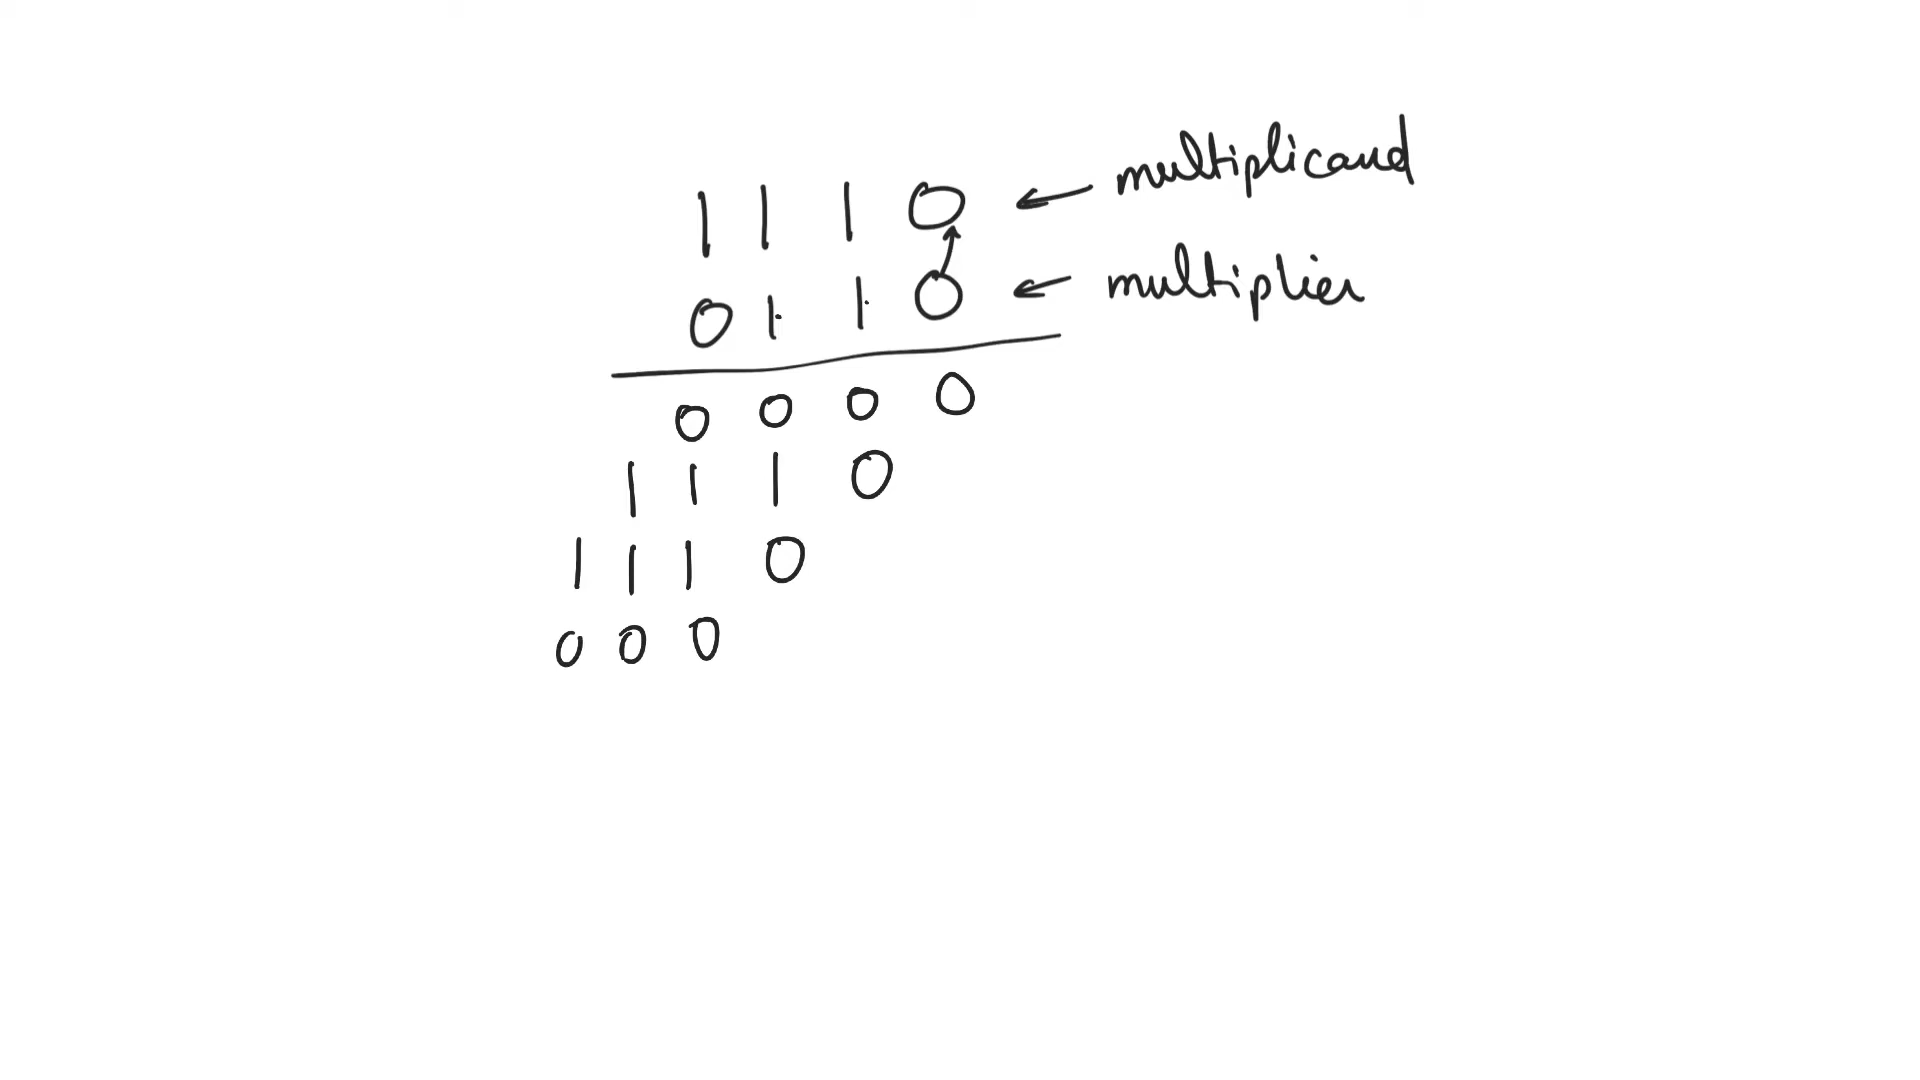 1 1 1 0 ← multiplicand
0 1 1 0 ← multiplier
0 0 0 0
1 1 1 0
1 1 1 0
0 0 0